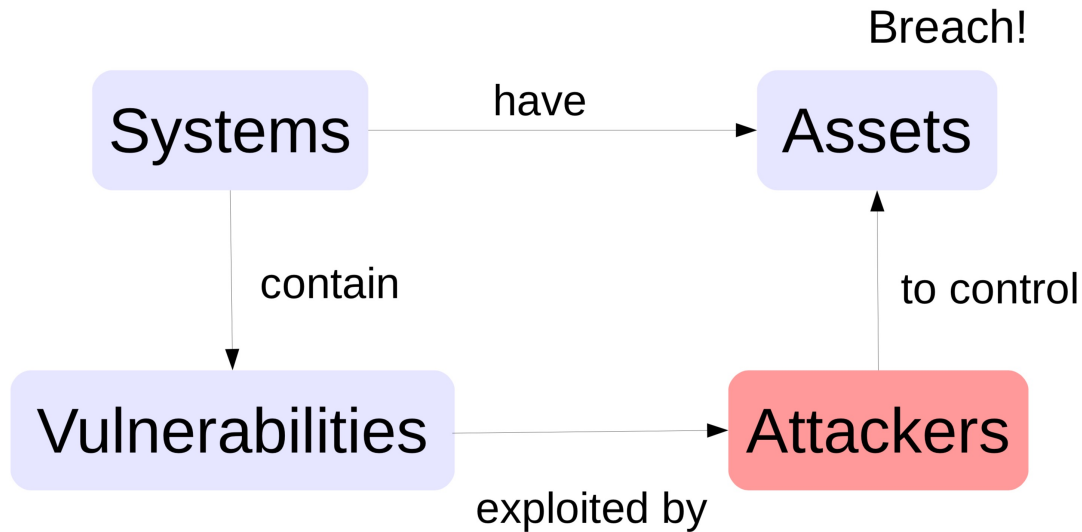 Breach!
Systems
have
Assets
contain
to control
Vulnerabilities
Attackers
exploited by